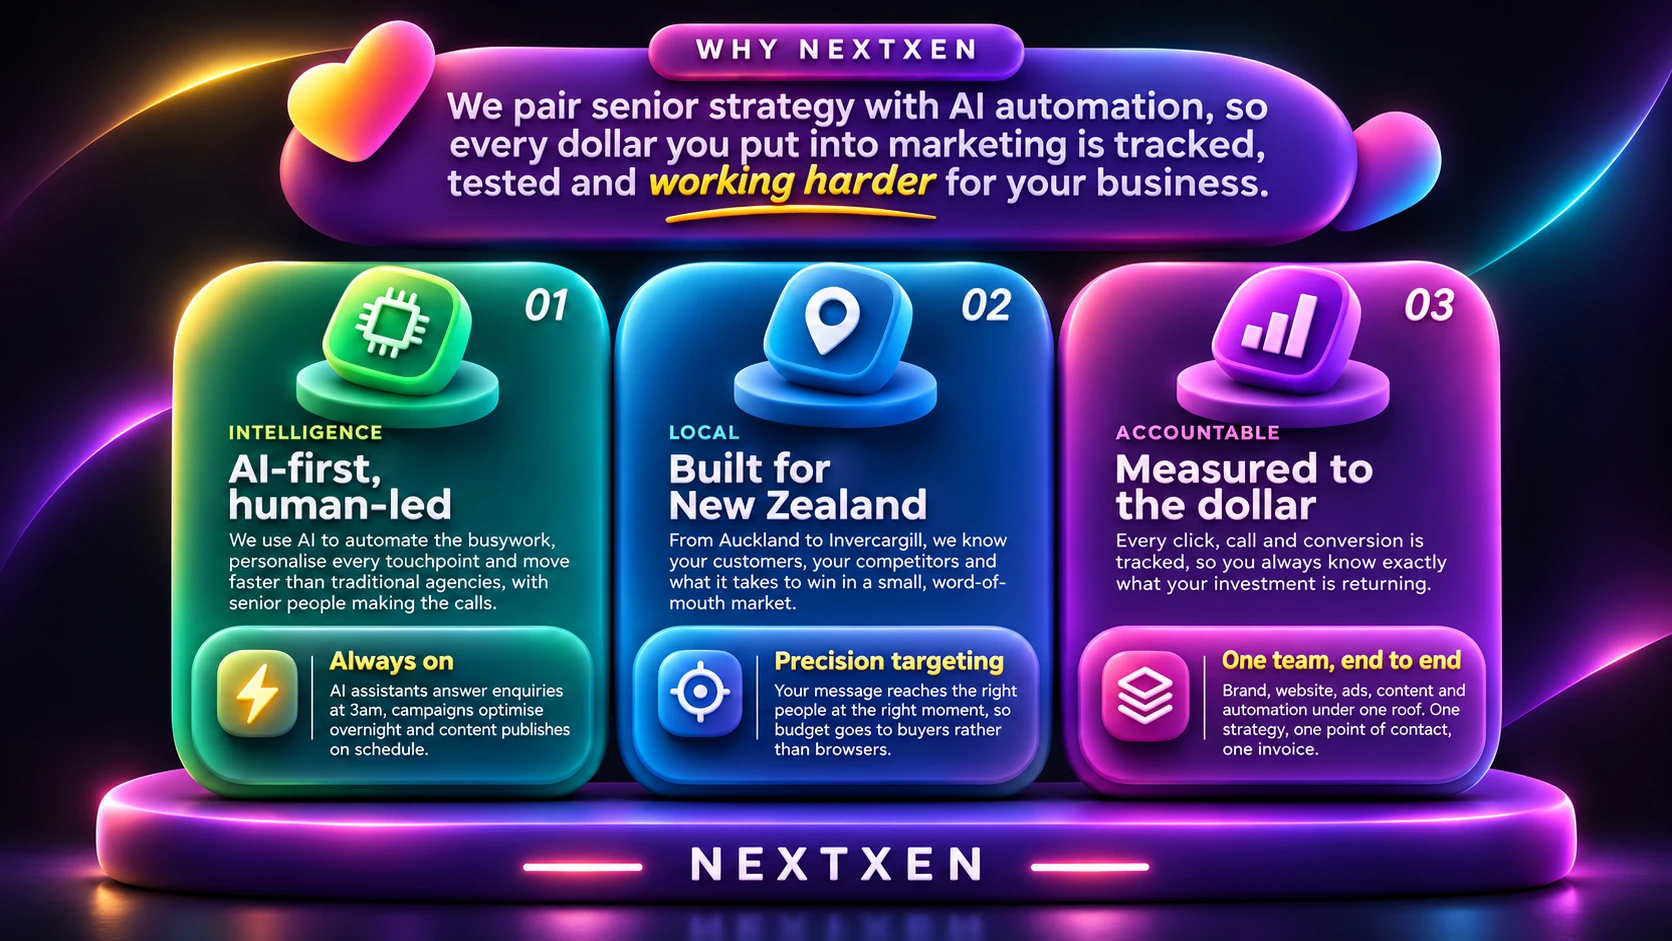 WHY NEXTXEN
We pair senior strategy with AI automation, so
every dollar you put into marketing is tracked,
tested and working harder for your business.
01
INTELLIGENCE
AI-first,
human-led
We use AI to automate the busywork,
personalise every touchpoint and move
faster than traditional agencies, with
senior people making the calls.
Always on
AI assistants answer enquiries
at 3am, campaigns optimise
overnight and content publishes
on schedule.
02
LOCAL
Built for
New Zealand
From Auckland to Invercargill, we know
your customers, your competitors and
what it takes to win in a small, word-of-
mouth market.
Precision targeting
Your message reaches the right
people at the right moment, so
budget goes to buyers rather
than browsers.
03
ACCOUNTABLE
Measured to
the dollar
Every click, call and conversion is
tracked, so you always know exactly
what your investment is returning.
One team, end to end
Brand, website, ads, content and
automation under one roof. One
strategy, one point of contact,
one invoice.
NEXTXEN